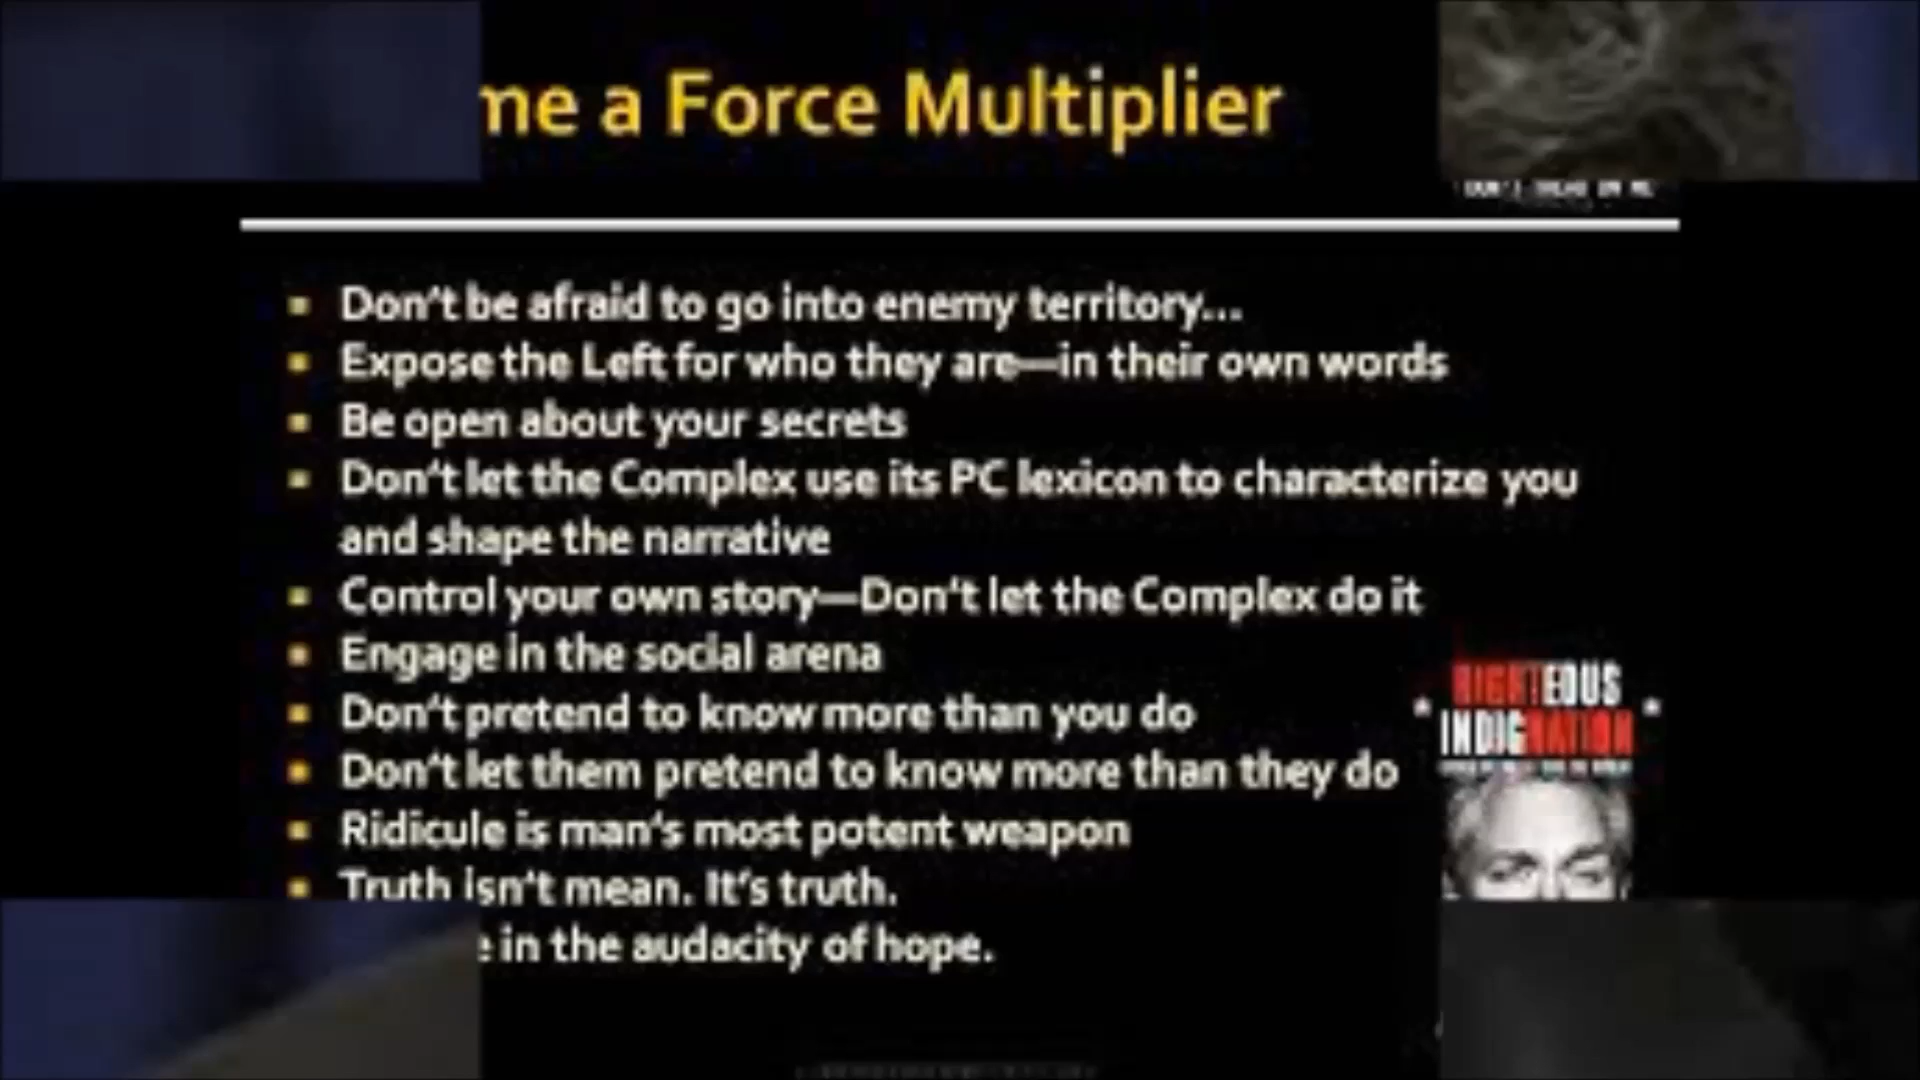 me a Force Multiplier
DON'T TREAD ON ME
Don't be afraid to go into enemy territory...
Expose the Left for who they are—in their own words
Be open about your secrets
Don't let the Complex use its PC lexicon to characterize you
and shape the narrative
Control your own story—Don't let the Complex do it
Engage in the social arena
Don't pretend to know more than you do
Don't let them pretend to know more than they do
Ridicule is man's most potent weapon
Truth isn't mean. It's truth.
e in the audacity of hope.
RIGHTEOUS
INDIGNATION